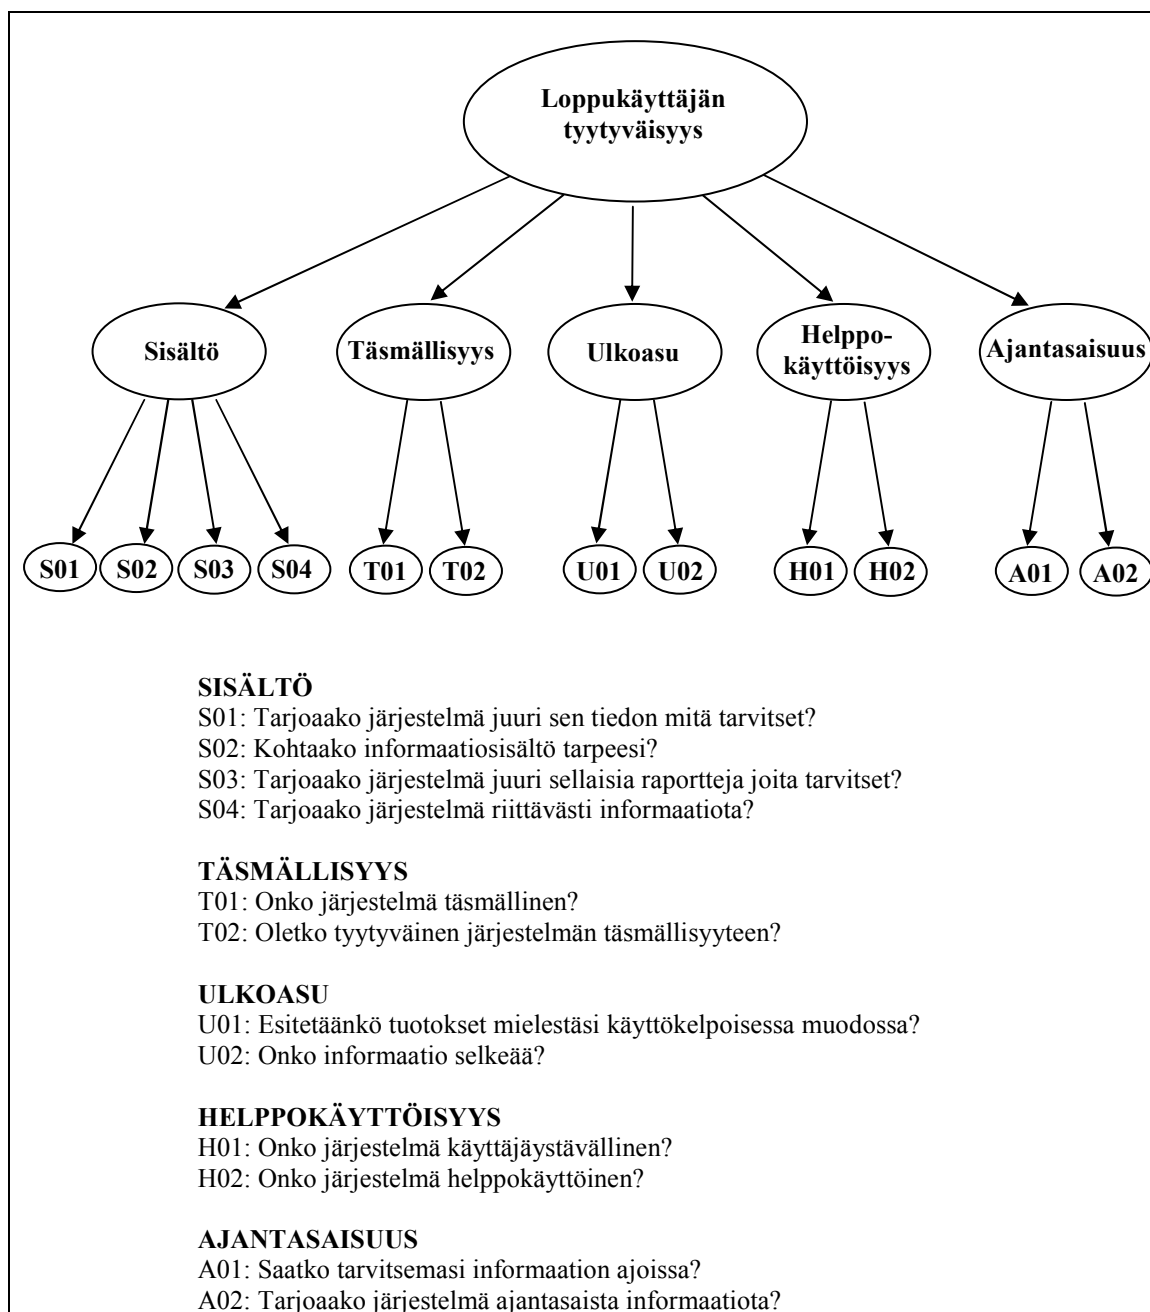 Loppukäyttäjän
tyytyväisyys
Sisältö
Täsmällisyys
Ulkoasu
Helppo-
käyttöisyys
Ajantasaisuus
S01 S02 S03 S04 T01 T02 U01 U02 H01 H02 A01 A02
SISÄLTÖ
S01: Tarjoaako järjestelmä juuri sen tiedon mitä tarvitset?
S02: Kohtaako informaatiosisältö tarpeesi?
S03: Tarjoaako järjestelmä juuri sellaisia raportteja joita tarvitset?
S04: Tarjoaako järjestelmä riittävästi informaatiota?
TÄSMÄLLISYYS
T01: Onko järjestelmä täsmällinen?
T02: Oletko tyytyväinen järjestelmän täsmällisyyteen?
ULKOASU
U01: Esitetäänkö tuotokset mielestäsi käyttökelpoisessa muodossa?
U02: Onko informaatio selkeää?
HELPPOKÄYTTÖISYYS
H01: Onko järjestelmä käyttäjäystävällinen?
H02: Onko järjestelmä helppokäyttöinen?
AJANTASAISUUS
A01: Saatko tarvitsemasi informaation ajoissa?
A02: Tarjoaako järjestelmä ajantasaista informaatiota?